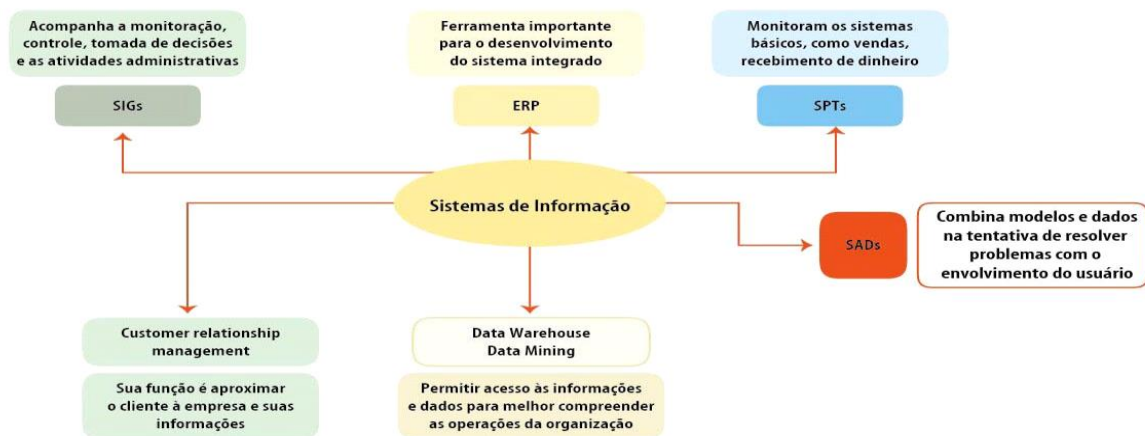 Acompanha a monitoração,
controle, tomada de decisões
e as atividades administrativas
SIGs
Ferramenta importante
para o desenvolvimento
do sistema integrado
ERP
Monitoram os sistemas
básicos, como vendas,
recebimento de dinheiro
SPTs
Sistemas de Informação
SADs
Combina modelos e dados
na tentativa de resolver
problemas com o
envolvimento do usuário
Customer relationship
management
Sua função é aproximar
o cliente à empresa e suas
informações
Data Warehouse
Data Mining
Permitir acesso às informações
e dados para melhor compreender
as operações da organização